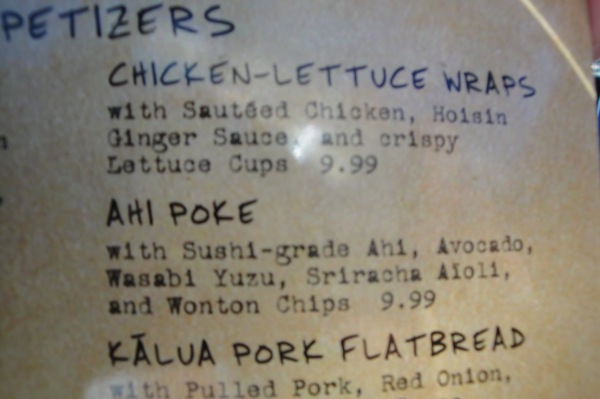 PETIZERS
CHICKEN-LETTUCE WRAPS
with Sautéed Chicken, Hoisin
Ginger Sauce, and crispy
Lettuce Cups 9.99
AHI POKE
with Sushi-grade Ahi, Avocado,
Wasabi Yuzu, Sriracha Aïoli,
and Wonton Chips 9.99
KĀLUA PORK FLATBREAD
with Pulled Pork, Red Onion,